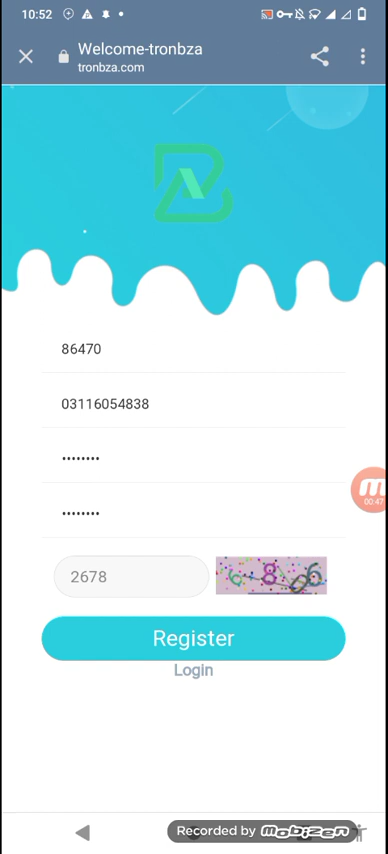 10:52
Welcome-tronbza
tronbza.com
86470
03116054838
••••••••
••••••••
2678
Register
Login
00:47
Recorded by MOBIZEN